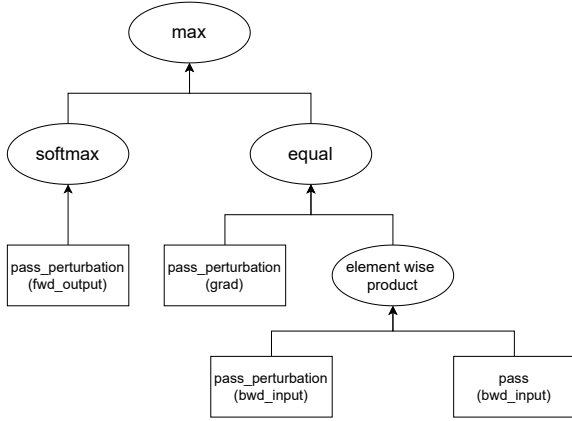 max
softmax
equal
pass_perturbation
(fwd_output)
pass_perturbation
(grad)
element wise
product
pass_perturbation
(bwd_input)
pass
(bwd_input)